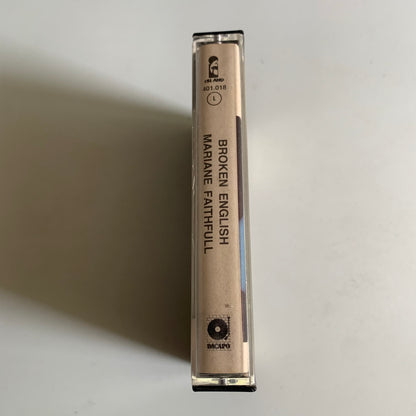 ISLAND
401.018
L
BROKEN ENGLISH
MARIANE FAITHFULL